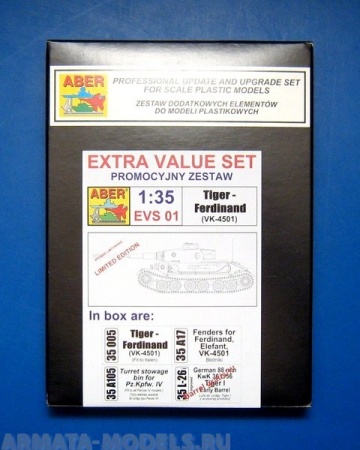 ABER
PROFESSIONAL UPDATE AND UPGRADE SET
FOR SCALE PLASTIC MODELS
ZESTAW DODATKOWYCH ELEMENTÓW
DO MODELI PLASTIKOWYCH
EXTRA VALUE SET
PROMOCYJNY ZESTAW
ABER
1:35
EVS 01
Tiger -
Ferdinand
(VK-4501)
LIMITED EDITION
In box are:
35 005
Tiger -
Ferdinand
(VK-4501)
35 A17
Fenders for
Ferdinand,
Elefant,
VK-4501
35 A105
Turret stowage
bin for
Pz.Kpfw. IV
35 L-26
German 88 mm
KwK
Tiger I
Early Barrel
ARMATA-MODELS.RU